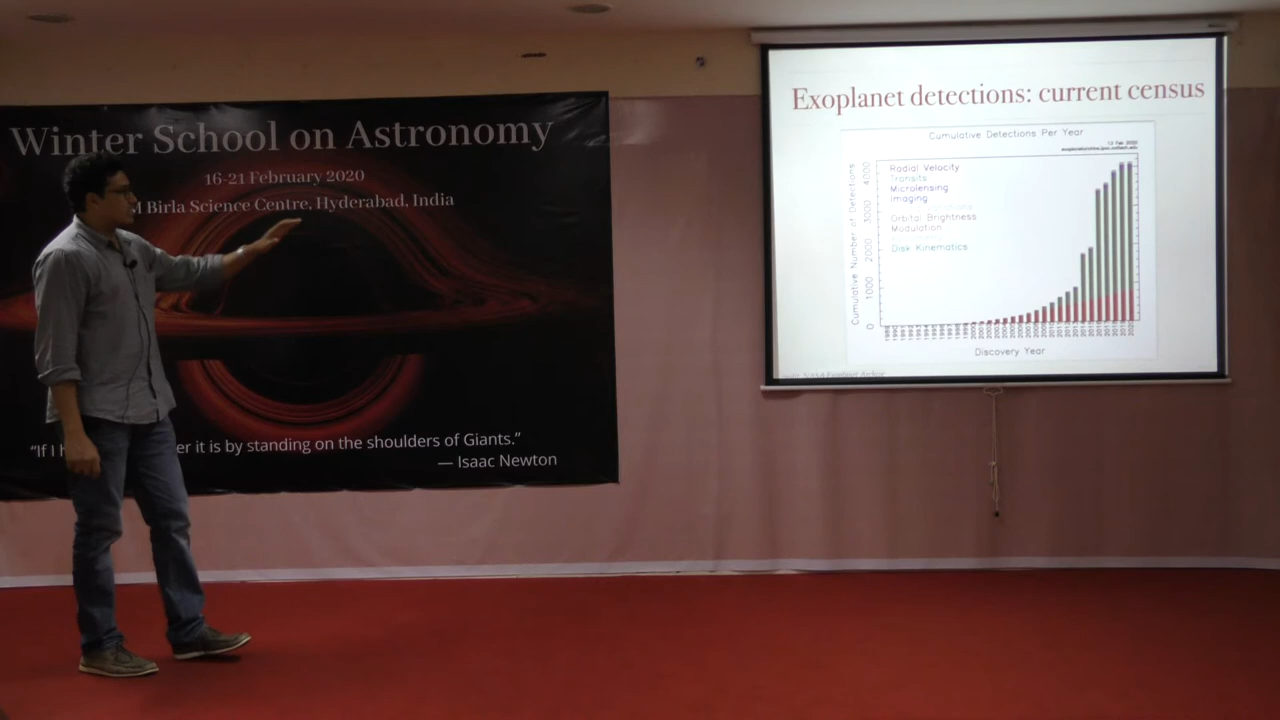 Winter School on Astronomy
16-21 February 2020
M Birla Science Centre, Hyderabad, India
“If I
er it is by standing on the shoulders of Giants.”
— Isaac Newton
Exoplanet detections: current census
Cumulative Detections Per Year
Cumulative Number of Detections
4000
3000
2000
1000
0
Radial Velocity
Transits
Microlensing
Imaging
Orbital Brightness
Modulation
Disk Kinematics
Discovery Year